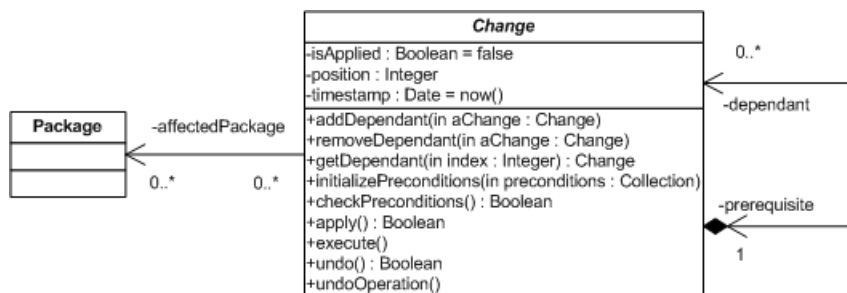 Change
-isApplied : Boolean = false
-position : Integer
-timestamp : Date = now()
+addDependant(in aChange : Change)
+removeDependant(in aChange : Change)
+getDependant(in index : Integer) : Change
+initializePreconditions(in preconditions : Collection)
+checkPreconditions() : Boolean
+apply() : Boolean
+execute()
+undo() : Boolean
+undoOperation()
Package
-affectedPackage
0..*
0..*
0..*
-dependant
-prerequisite
1